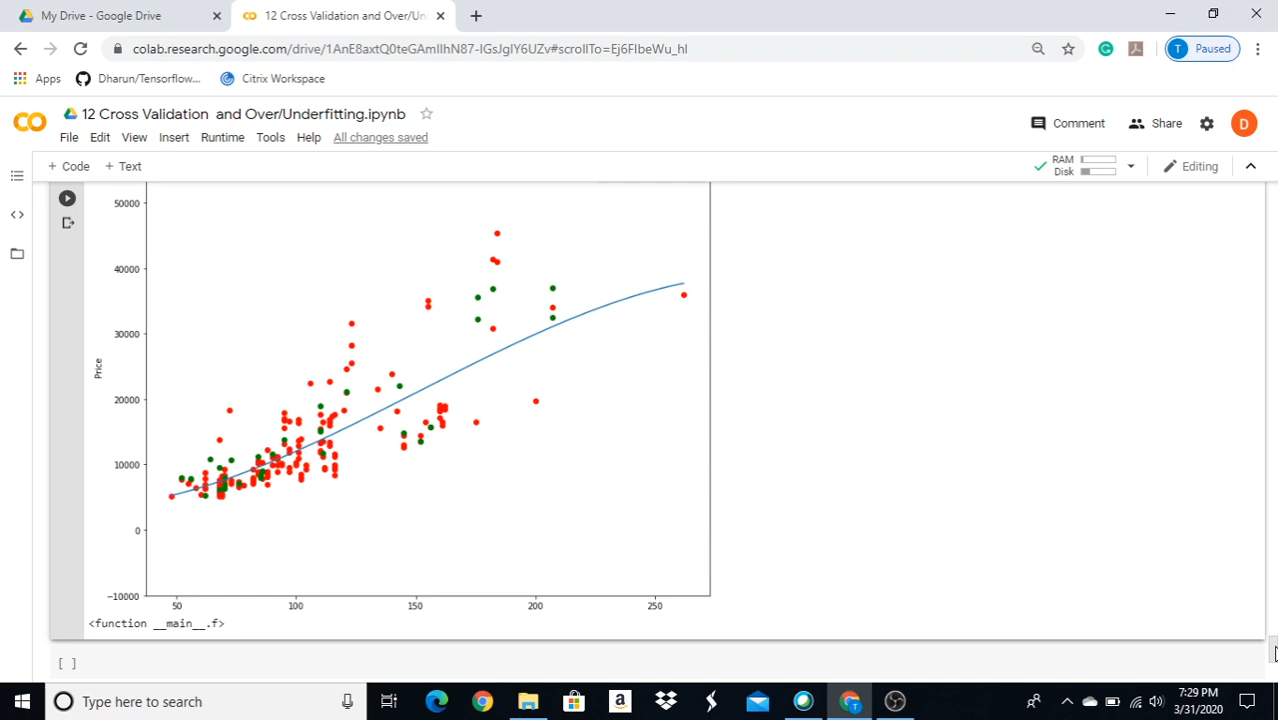 My Drive - Google Drive
12 Cross Validation and Over/Un
colab.research.google.com/drive/1AnE8axtQ0teGAmIlhN87-IGsJgIY6UZv#scrollTo=Ej6FIbeWu_hl
T Paused
Apps Dharun/Tensorflow... Citrix Workspace
12 Cross Validation and Over/Underfitting.ipynb
Comment Share D
File Edit View Insert Runtime Tools Help All changes saved
+ Code + Text RAM Disk Editing
50000
40000
30000
Price
20000
10000
0
-10000
50 100 150 200 250
<function __main__.f>
[ ]
Type here to search
7:29 PM
3/31/2020